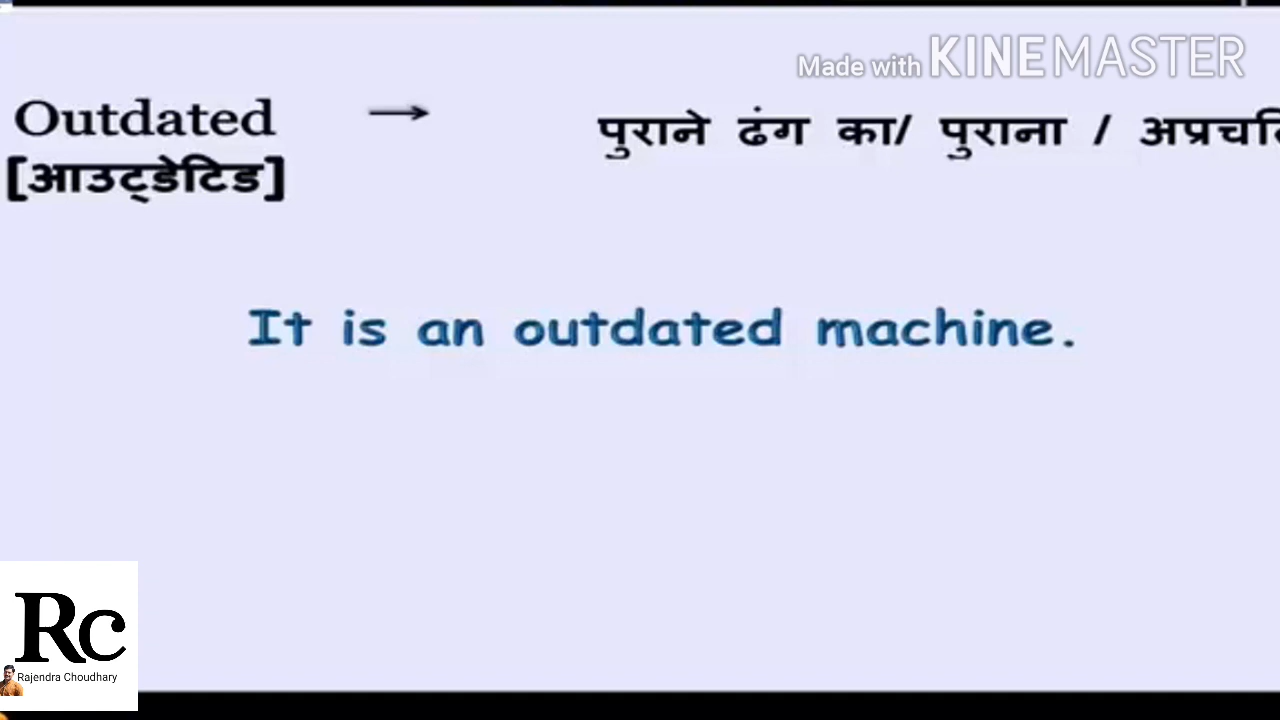 Made with KINEMASTER
Outdated → पुराने ढंग का/ पुराना /
[आउट्डेटिड]
It is an outdated machine.
Rc
Rajendra Choudhary